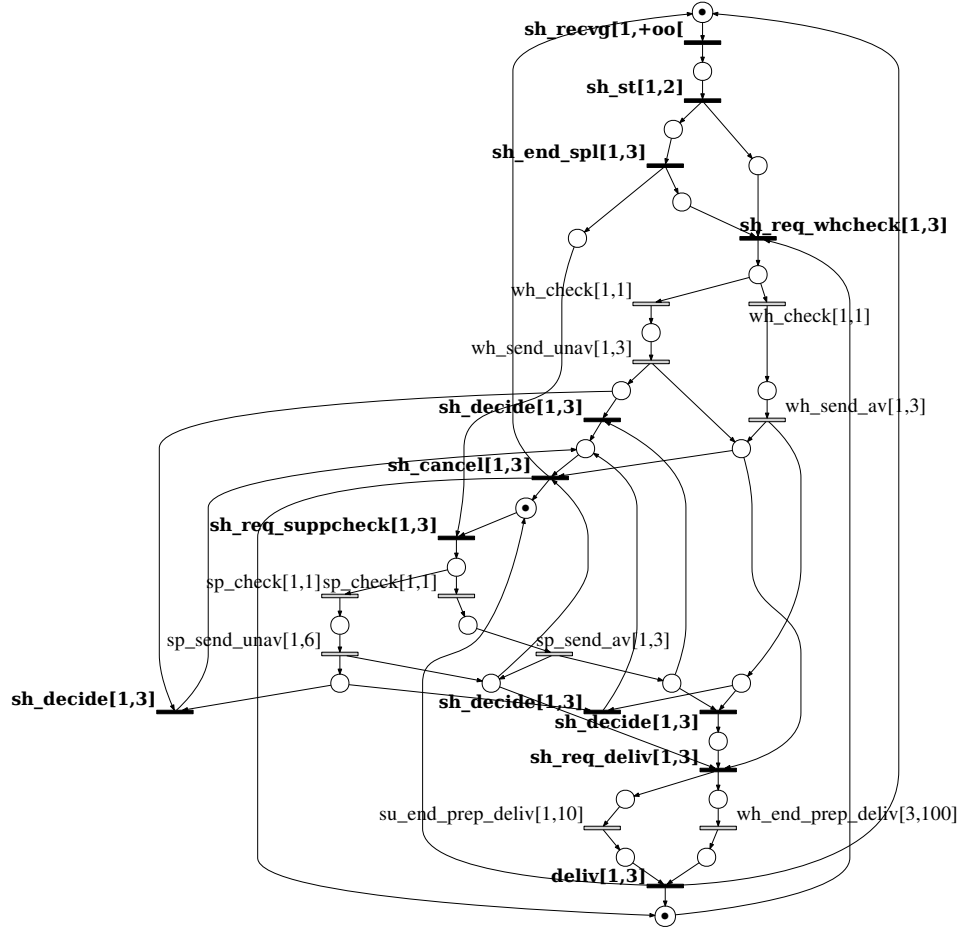 sh_recvg[1,+oo[
sh_st[1,2]
sh_end_spl[1,3]
sh_req_whcheck[1,3]
wh_check[1,1]
wh_check[1,1]
wh_send_unav[1,3]
sh_decide[1,3]
wh_send_av[1,3]
sh_cancel[1,3]
sh_req_suppcheck[1,3]
sp_check[1,1]
sp_check[1,1]
sp_send_unav[1,6]
sp_send_av[1,3]
sh_decide[1,3]
sh_decide[1,3]
sh_decide[1,3]
sh_req_deliv[1,3]
su_end_prep_deliv[1,10]
wh_end_prep_deliv[3,100]
deliv[1,3]